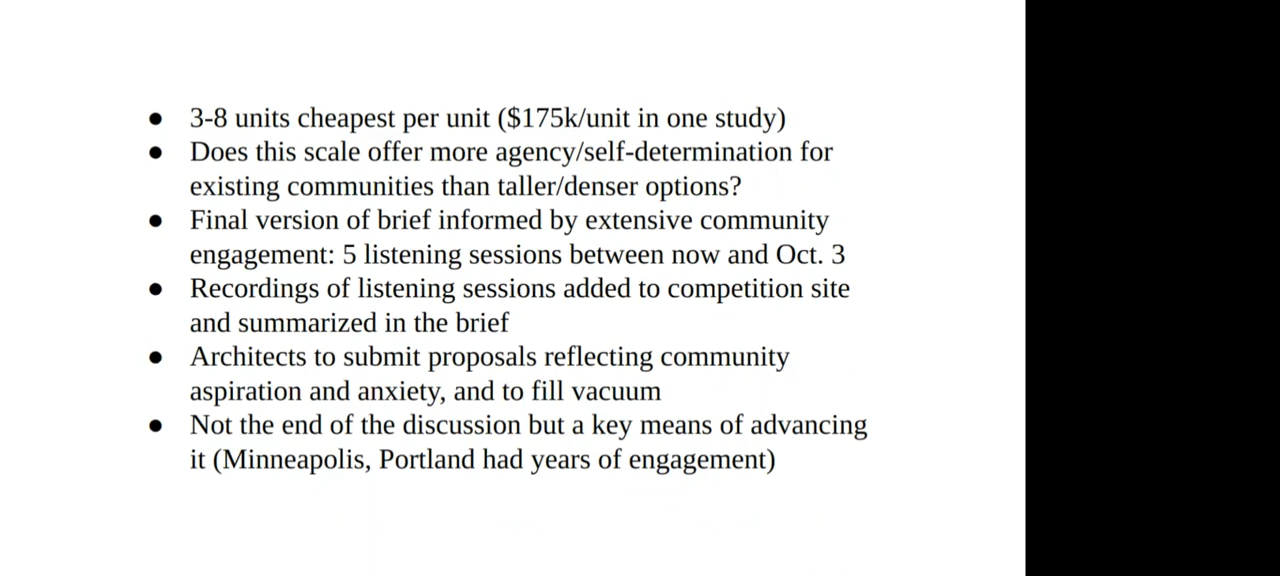 ● 3-8 units cheapest per unit ($175k/unit in one study)
● Does this scale offer more agency/self-determination for
existing communities than taller/denser options?
● Final version of brief informed by extensive community
engagement: 5 listening sessions between now and Oct. 3
● Recordings of listening sessions added to competition site
and summarized in the brief
● Architects to submit proposals reflecting community
aspiration and anxiety, and to fill vacuum
● Not the end of the discussion but a key means of advancing
it (Minneapolis, Portland had years of engagement)